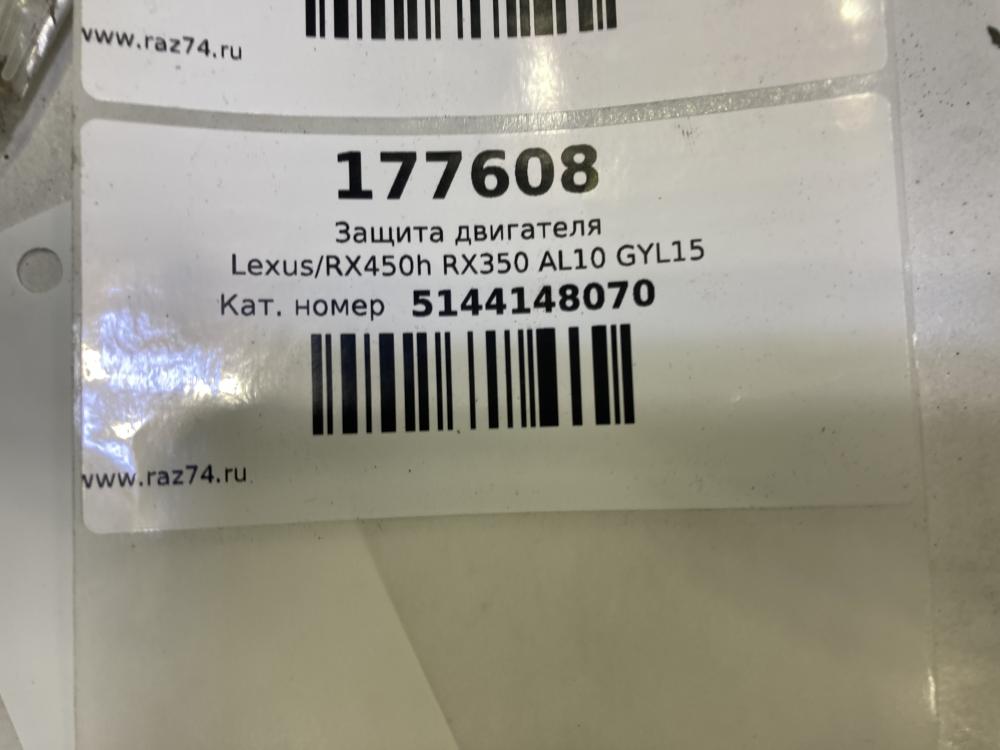 www.raz74.ru
177608
Защита двигателя
Lexus/RX450h RX350 AL10 GYL15
Кат. номер 5144148070
www.raz74.ru